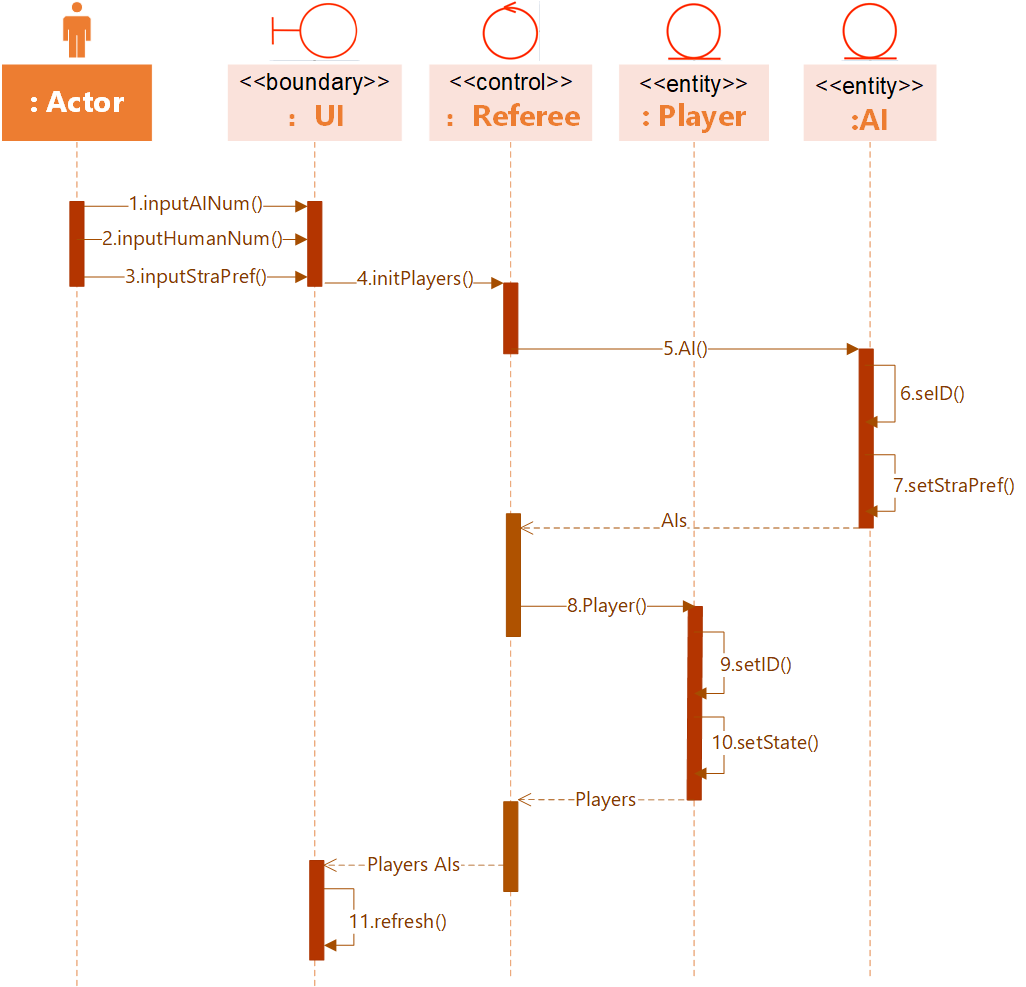 : Actor
<<boundary>>
: UI
<<control>>
: Referee
<<entity>>
: Player
<<entity>>
:AI
1.inputAINum()
2.inputHumanNum()
3.inputStraPref()
4.initPlayers()
5.AI()
6.selD()
7.setStraPref()
AIs
8.Player()
9.setID()
10.setState()
Players
Players AIs
11.refresh()